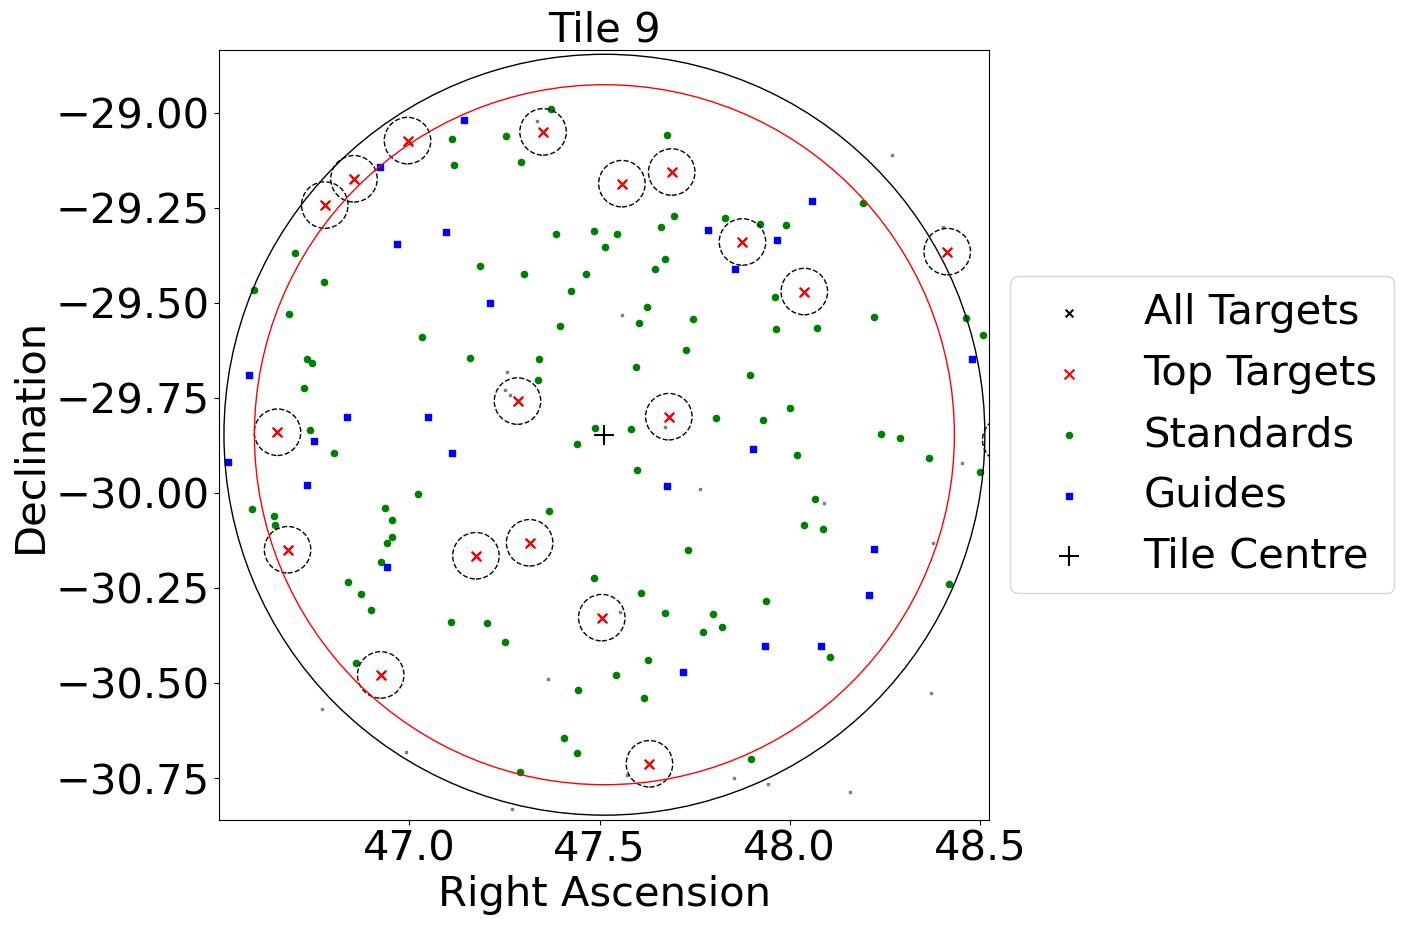 Tile 9
−29.00
−29.25
−29.50
−29.75
−30.00
−30.25
−30.50
−30.75
Declination
47.0 47.5 48.0 48.5
Right Ascension
All Targets
Top Targets
Standards
Guides
Tile Centre